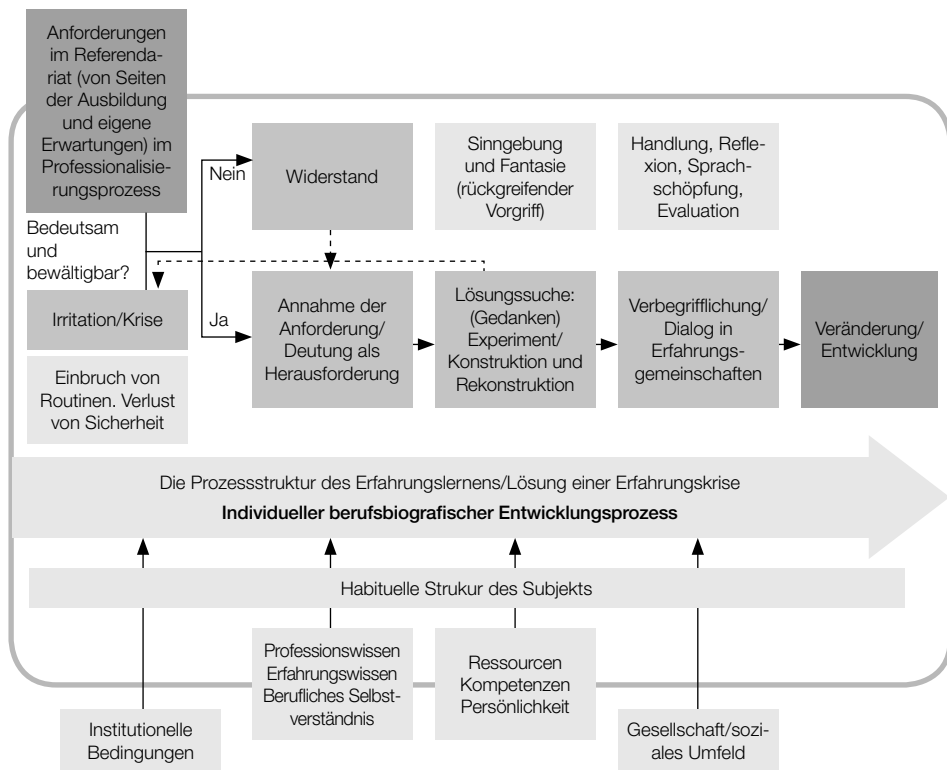 Anforderungen
im Referenda-
riat (von Seiten
der Ausbildung
und eigene
Erwartungen) im
Professionalisie-
rungsprozess
Nein
Widerstand
Sinngebung
und Fantasie
(rückgreifender
Vorgriff)
Handlung, Refle-
xion, Sprach-
schöpfung,
Evaluation
Bedeutsam
und
bewältigbar?
Irritation/Krise
Ja
Einbruch von
Routinen. Verlust
von Sicherheit
Annahme der
Anforderung/
Deutung als
Herausforderung
Lösungssuche:
(Gedanken)
Experiment/
Konstruktion und
Rekonstruktion
Verbegrifflichung/
Dialog in
Erfahrungs-
gemeinschaften
Veränderung/
Entwicklung
Die Prozessstruktur des Erfahrungslernens/Lösung einer Erfahrungskrise
Individueller berufsbiografischer Entwicklungsprozess
Habituelle Strukur des Subjekts
Institutionelle
Bedingungen
Professionswissen
Erfahrungswissen
Berufliches Selbst-
verständnis
Ressourcen
Kompetenzen
Persönlichkeit
Gesellschaft/sozi-
ales Umfeld